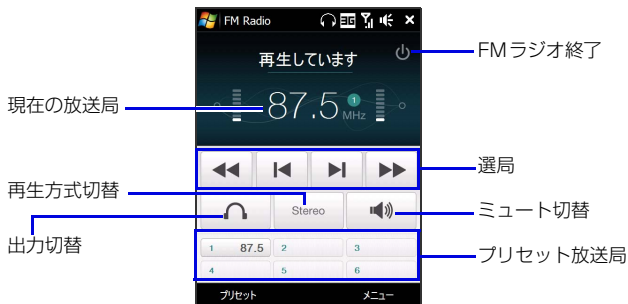 FM Radio
3G
再生しています
FMラジオ終了
現在の放送局
87.5 1 MHz
選局
再生方式切替
Stereo
ミュート切替
出力切替
1 87.5 2 3
プリセット放送局
4 5 6
プリセット メニュー